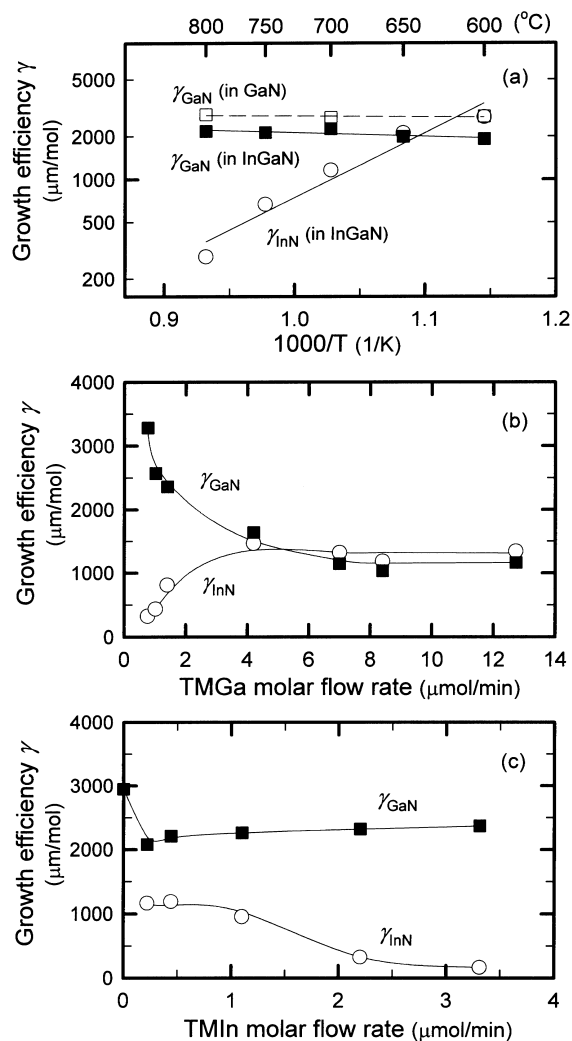 800 750 700 650 600 (°C)
(a)
5000
2000
1000
500
200
Growth efficiency γ
(μm/mol)
γGaN (in GaN)
γGaN (in InGaN)
γInN (in InGaN)
0.9 1.0 1.1 1.2
1000/T (1/K)
(b)
4000
3000
2000
1000
0
Growth efficiency γ
(μm/mol)
γGaN
γInN
0 2 4 6 8 10 12 14
TMGa molar flow rate (μmol/min)
(c)
4000
3000
2000
1000
0
Growth efficiency γ
(μm/mol)
γGaN
γInN
0 1 2 3 4
TMIn molar flow rate (μmol/min)